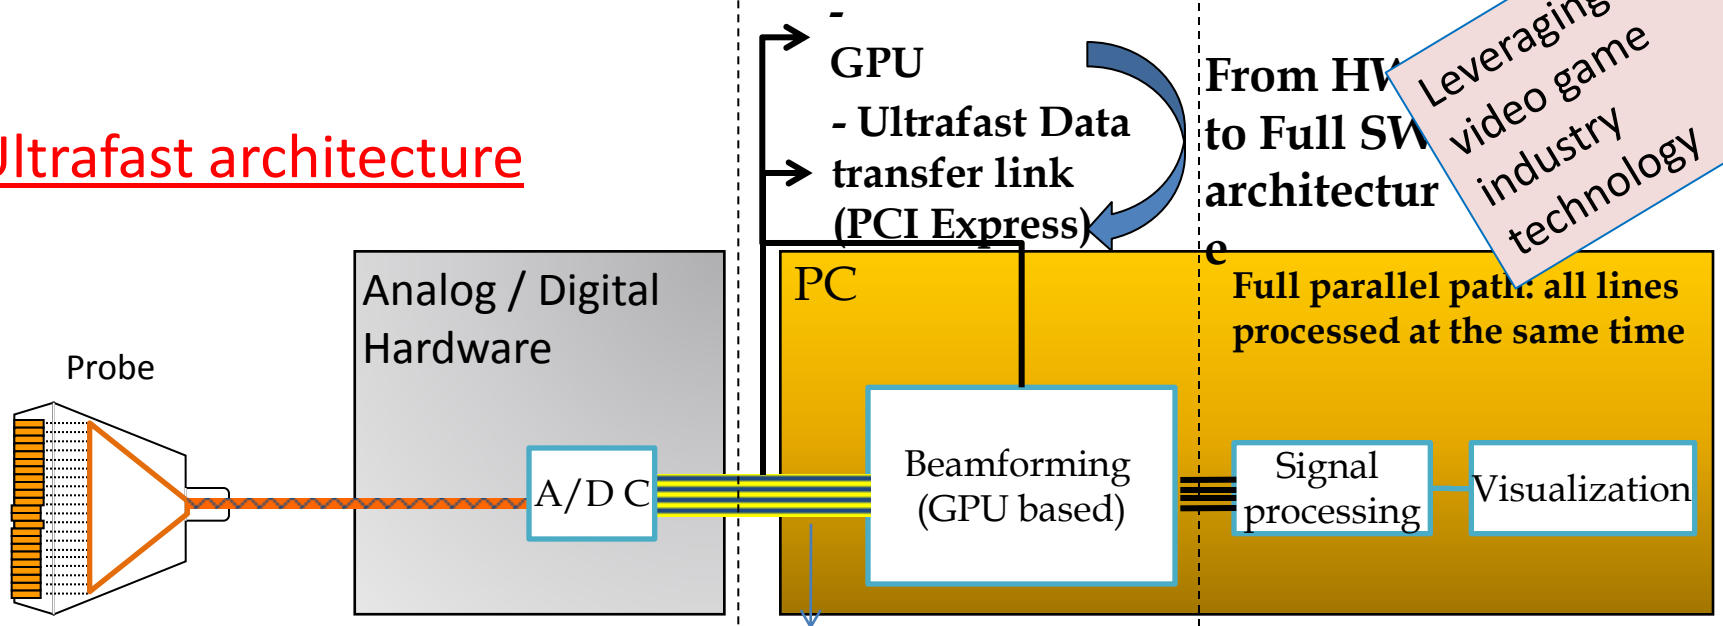 -
GPU
- Ultrafast Data
transfer link
(PCI Express)
From HW
to Full SW
architectur
e
Leveraging
video game
industry
technology
Ultrafast architecture
Analog / Digital
Hardware
PC
Full parallel path: all lines
processed at the same time
Probe
A/D C
Beamforming
(GPU based)
Signal
processing
Visualization